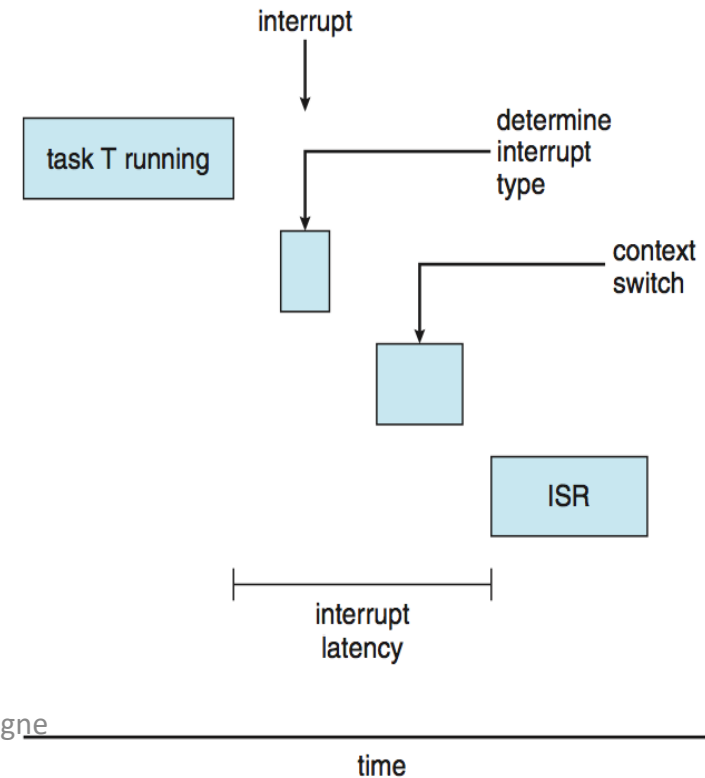 interrupt
task T running
determine
interrupt
type
context
switch
ISR
interrupt
latency
gne
time